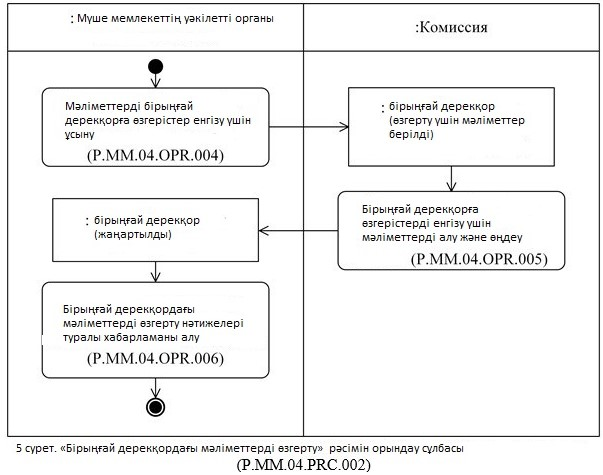 : Муше мемлекеттің уәкілетті органы
:Комиссия
Мәліметтерді бірыңғай
дерекқорға өзгерістер енгізу үшін
ұсыну
(P.MM.04.OPR.004)
: бірыңғай дерекқор
(өзгерту үшін мәліметтер
берілді)
: бірыңғай дерекқор
(жаңартылды)
Бірыңғай дерекқорға
өзгерістерді енгізу үшін
мәліметтерді алу және өңдеу
(P.MM.04.OPR.005)
Бірыңғай дерекқордағы
мәліметтерді өзгерту нәтижелері
туралы хабарламаны алу
(P.MM.04.OPR.006)
5 сурет. «Бірыңғай дерекқордағы мәліметтерді өзгерту» рәсімін орындау сұлбасы
(P.MM.04.PRC.002)